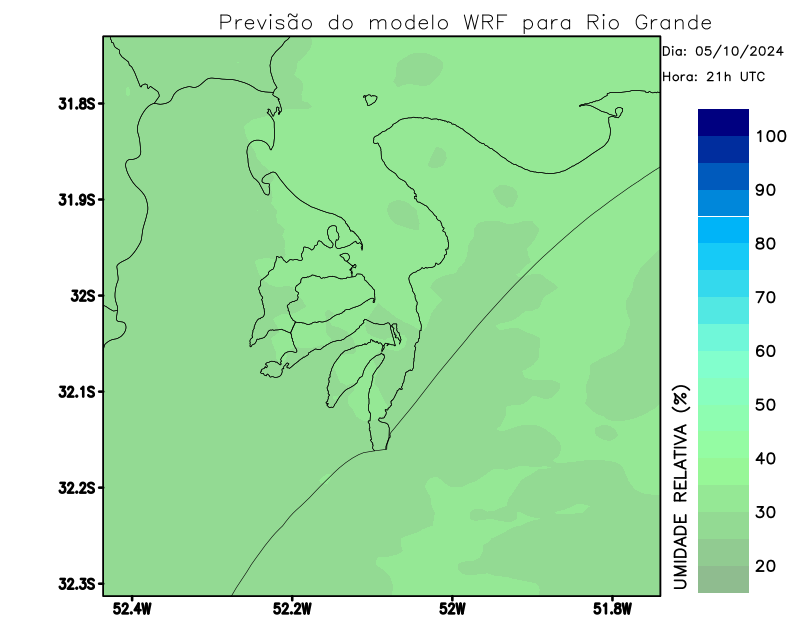 Previsão do modelo WRF para Rio Grande
Dia: 05/10/2024
Hora: 21h UTC
31.8S
31.9S
32S
32.1S
32.2S
32.3S
52.4W
52.2W
52W
51.8W
100
90
80
70
60
50
40
30
20
UMIDADE RELATIVA (%)